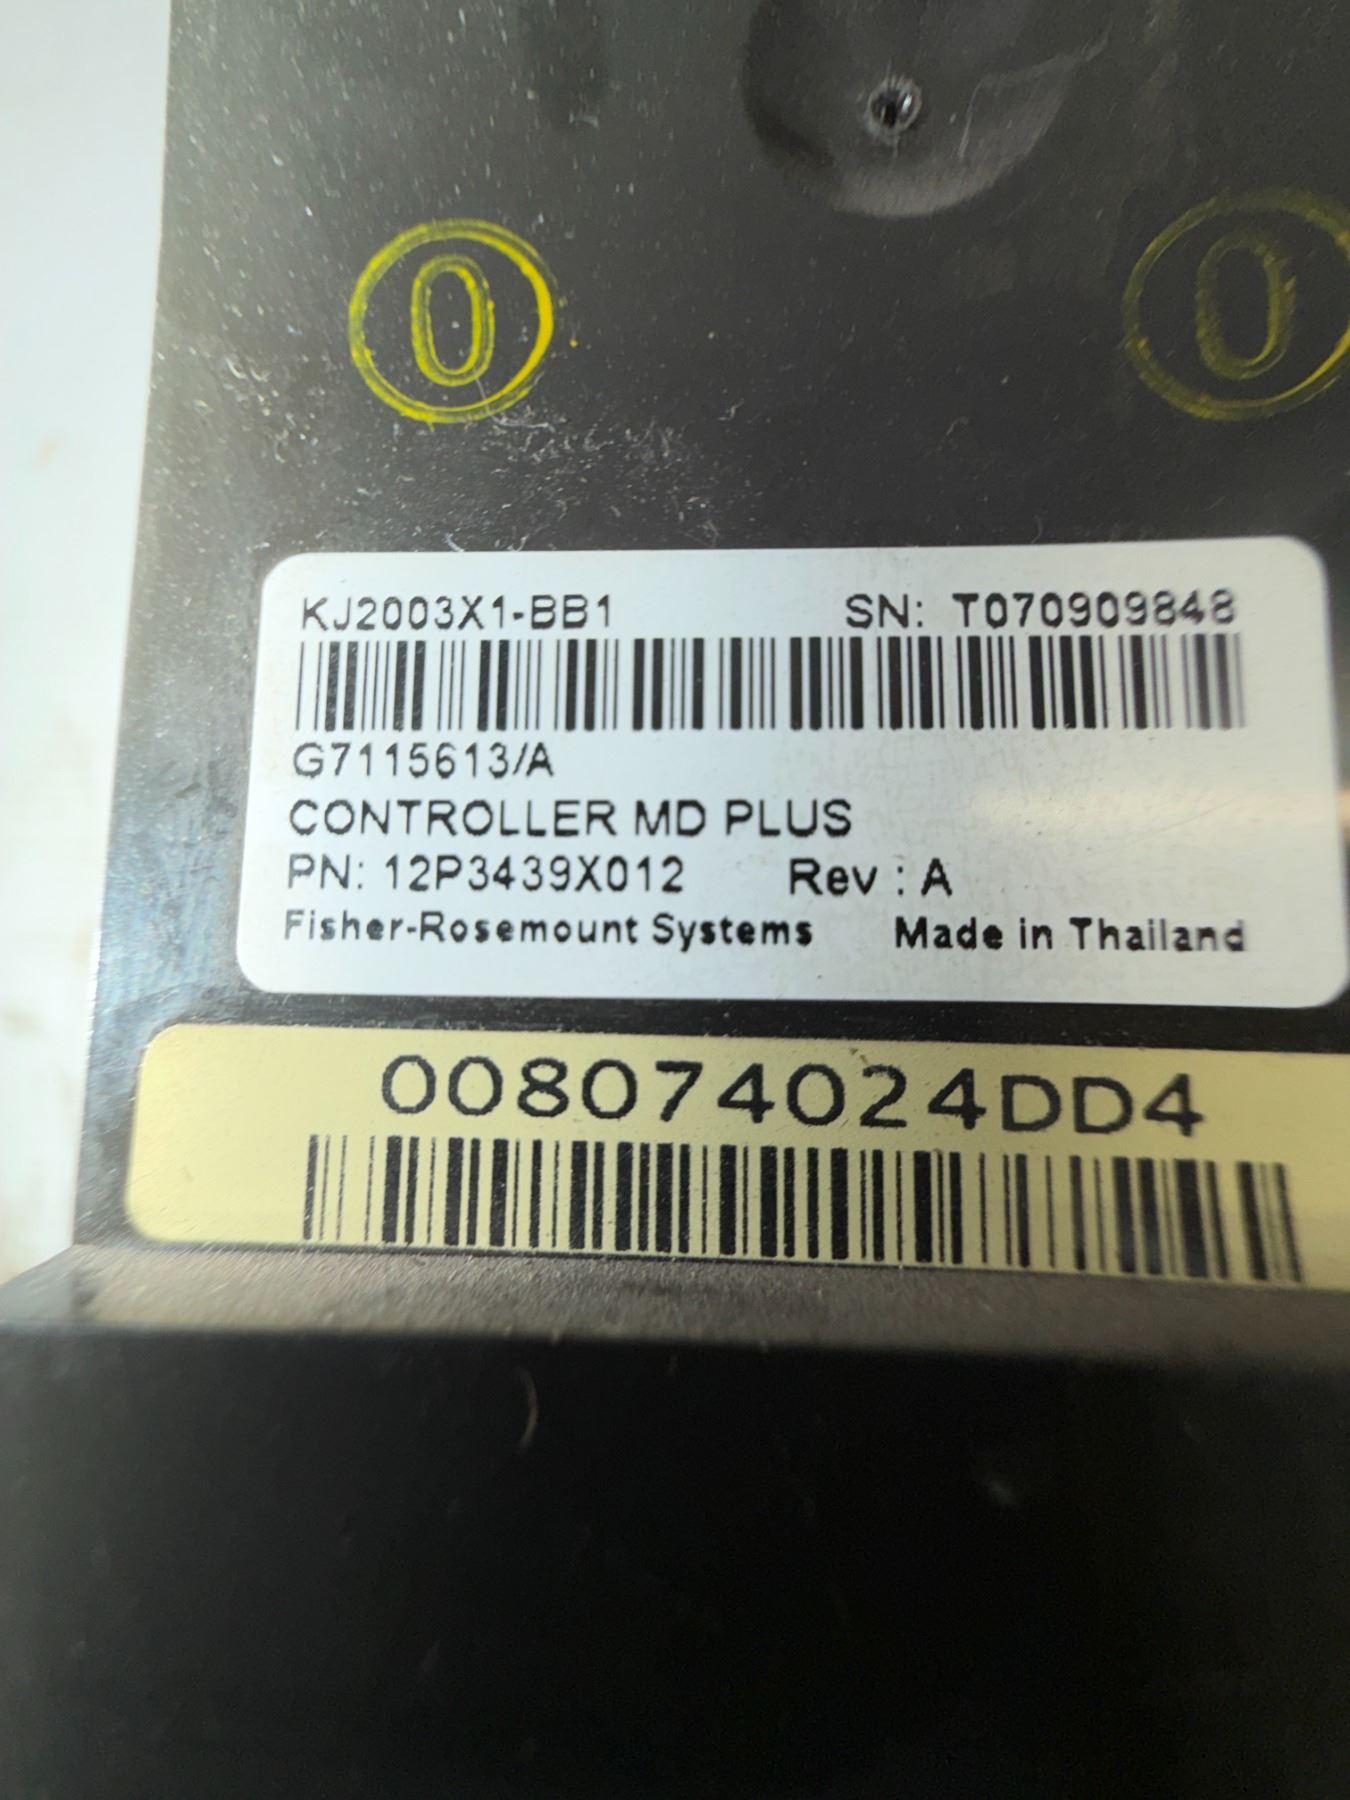 0 0
KJ2003X1-BB1 SN: T070909848
G7115613/A
CONTROLLER MD PLUS
PN: 12P3439X012 Rev : A
Fisher-Rosemount Systems Made in Thailand
008074024DD4